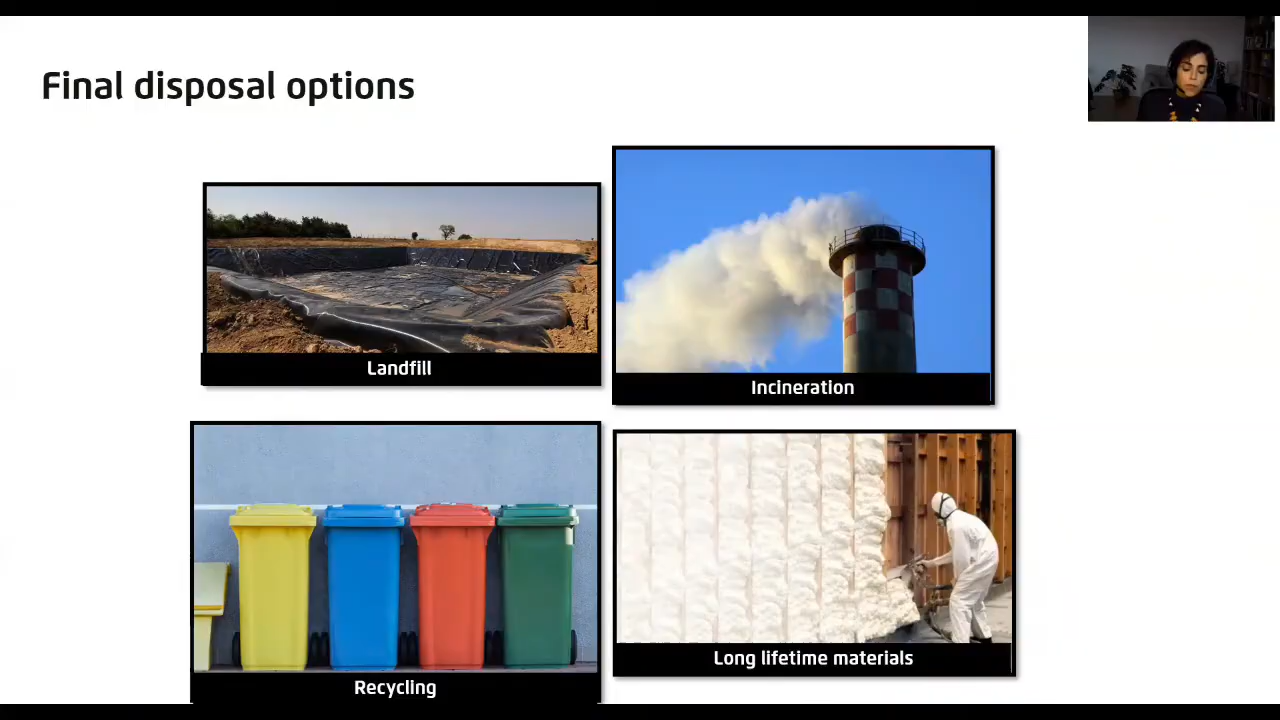 Final disposal options
Landfill
Incineration
Recycling
Long lifetime materials